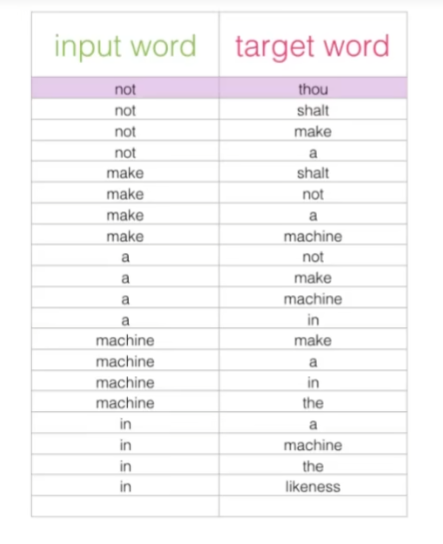 input word target word
not thou
not shalt
not make
not a
make shalt
make not
make a
make machine
a not
a make
a machine
a in
machine make
machine a
machine in
machine the
in a
in machine
in the
in likeness